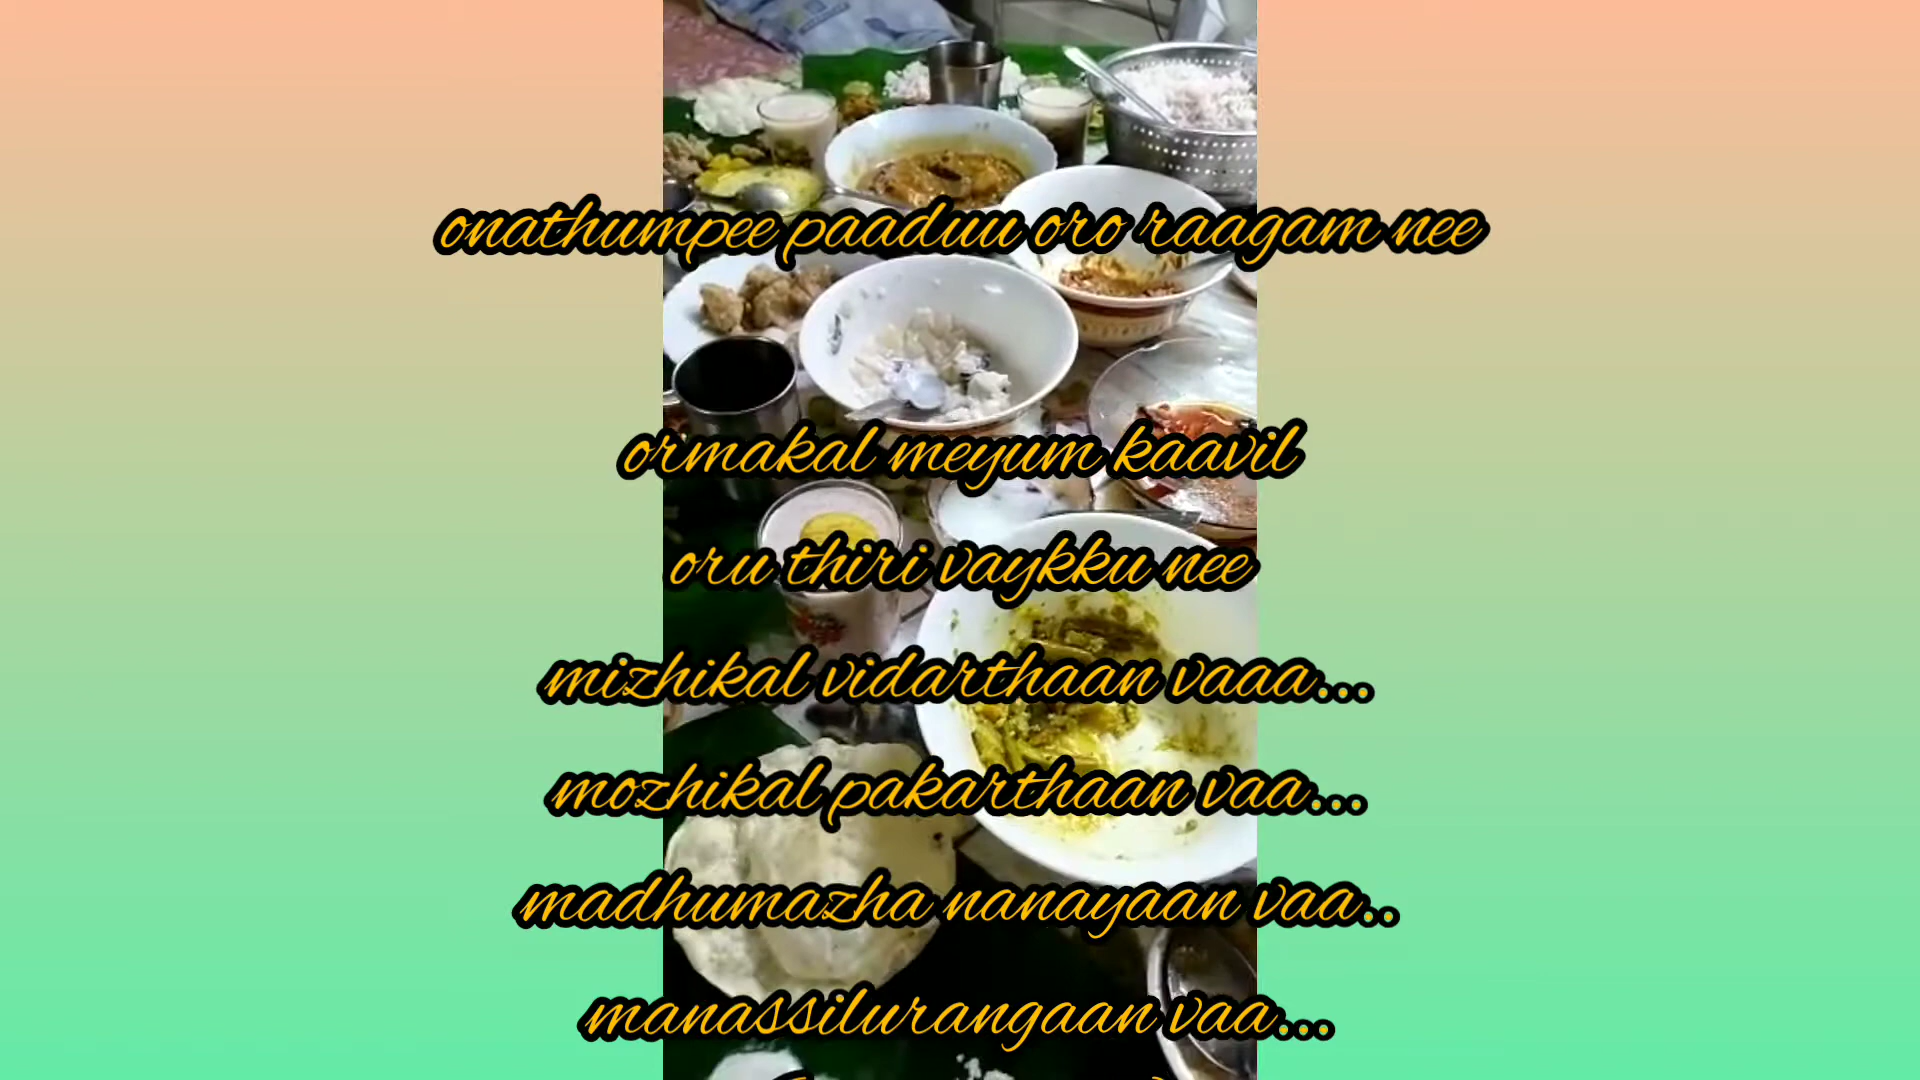 onathumpee paaduu oro raagam nee
ormakal meyum kaavil
oru thiri vaykku nee
mizhikal vidarthaan vaaa...
mozhikal pakarthaan vaa...
madhumazha nanayaan vaa..
manassilurangaan vaa...